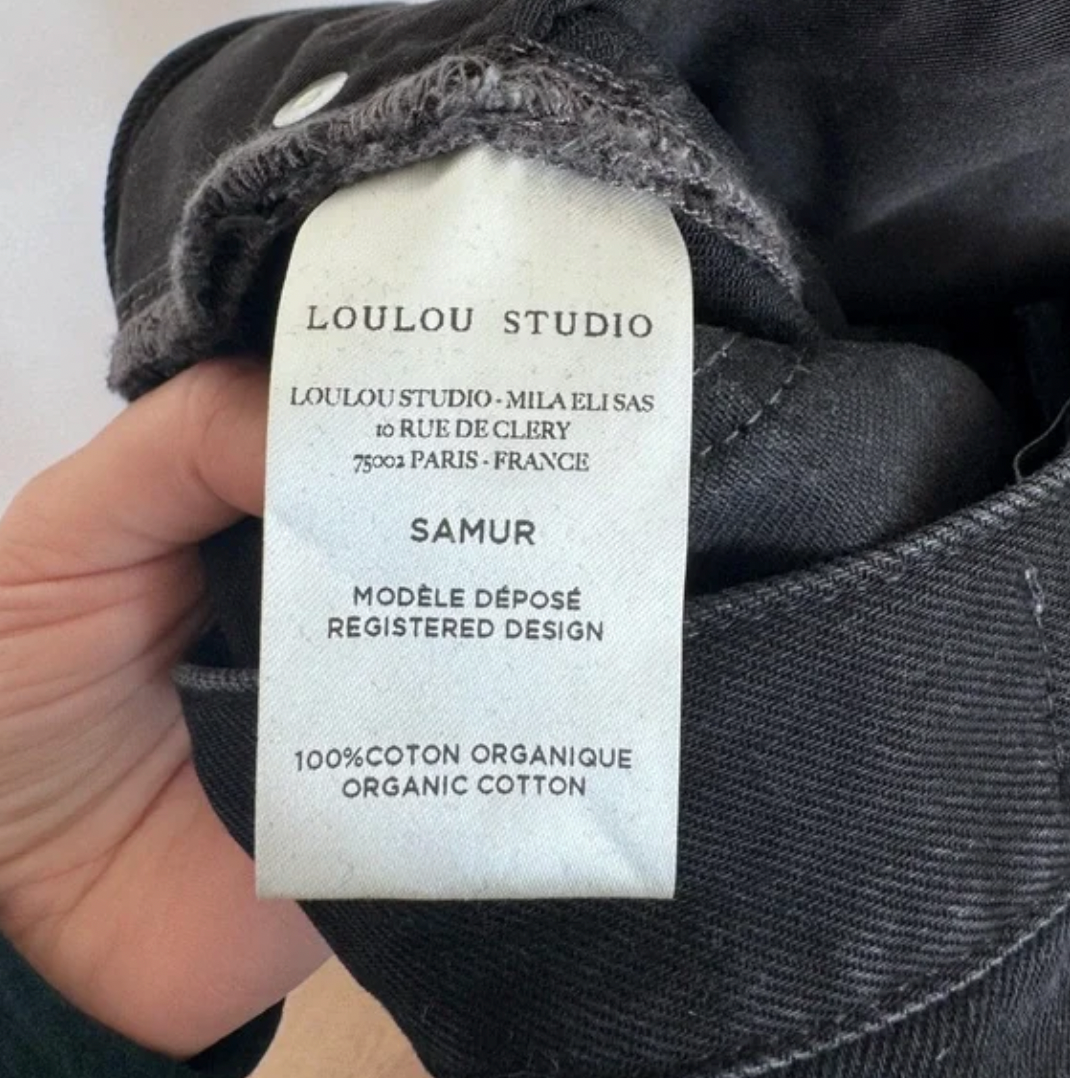 LOULOU STUDIO
LOULOU STUDIO - MILA ELI SAS
10 RUE DE CLERY
75002 PARIS - FRANCE
SAMUR
MODÈLE DÉPOSÉ
REGISTERED DESIGN
100%COTON ORGANIQUE
ORGANIC COTTON